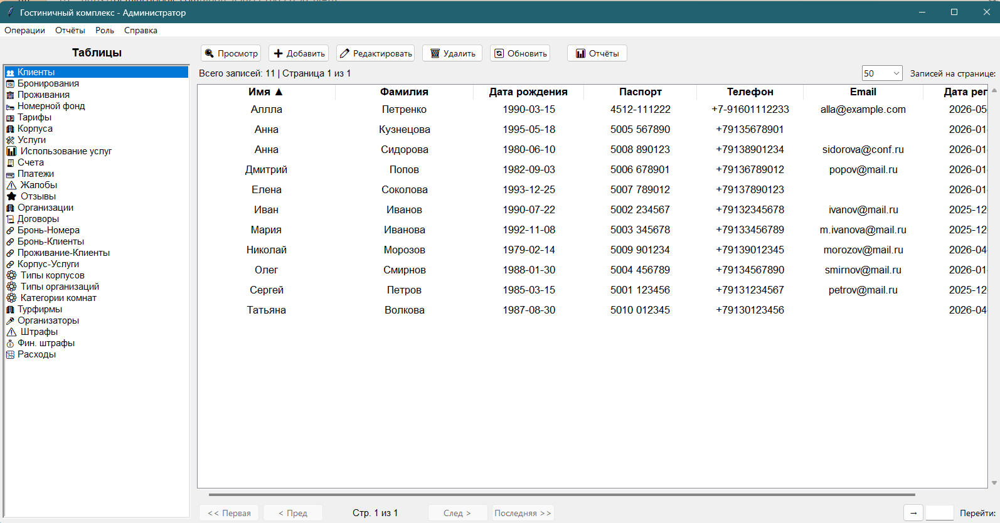 Гостиничный комплекс - Администратор
Операции Отчёты Роль Справка
Таблицы
Клиенты
Бронирования
Проживания
Номерной фонд
Тарифы
Корпуса
Услуги
Использование услуг
Счета
Платежи
Жалобы
Отзывы
Организации
Договоры
Бронь-Номера
Бронь-Клиенты
Проживание-Клиенты
Корпус-Услуги
Типы корпусов
Типы организаций
Категории комнат
Турфирмы
Организаторы
Штрафы
Фин. штрафы
Расходы
Просмотр Добавить Редактировать Удалить Обновить Отчёты
Всего записей: 11 | Страница 1 из 1 50 Записей на странице:
Имя ▲ Фамилия Дата рождения Паспорт Телефон Email Дата рег
Аллла Петренко 1990-03-15 4512-111222 +7-91601112233 alla@example.com 2026-05
Анна Кузнецова 1995-05-18 5005 567890 +79135678901 2026-01
Анна Сидорова 1980-06-10 5008 890123 +79138901234 sidorova@conf.ru 2026-01
Дмитрий Попов 1982-09-03 5006 678901 +79136789012 popov@mail.ru 2026-01
Елена Соколова 1993-12-25 5007 789012 +79137890123 2026-01
Иван Иванов 1990-07-22 5002 234567 +79132345678 ivanov@mail.ru 2025-12
Мария Иванова 1992-11-08 5003 345678 +79133456789 m.ivanova@mail.ru 2025-12
Николай Морозов 1979-02-14 5009 901234 +79139012345 morozov@mail.ru 2026-04
Олег Смирнов 1988-01-30 5004 456789 +79134567890 smirnov@mail.ru 2026-01
Сергей Петров 1985-03-15 5001 123456 +79131234567 petrov@mail.ru 2025-12
Татьяна Волкова 1987-08-30 5010 012345 +79130123456 2026-04
<< Первая < Пред Стр. 1 из 1 След > Последняя >> → Перейти: